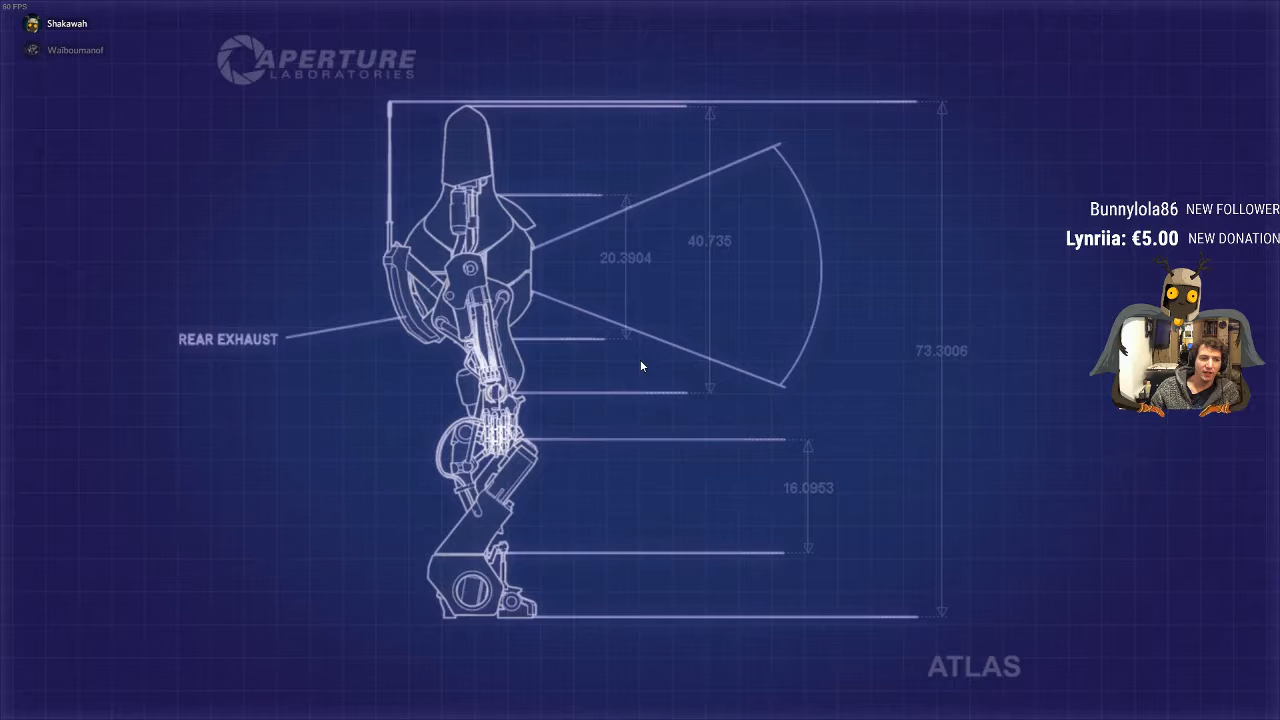 60 FPS
Shakawah
Waïboumanof
APERTURE
LABORATORIES
Bunnylola86 NEW FOLLOWER
Lynriia: €5.00 NEW DONATION
40.735
20.3904
REAR EXHAUST
73.3006
16.0953
ATLAS